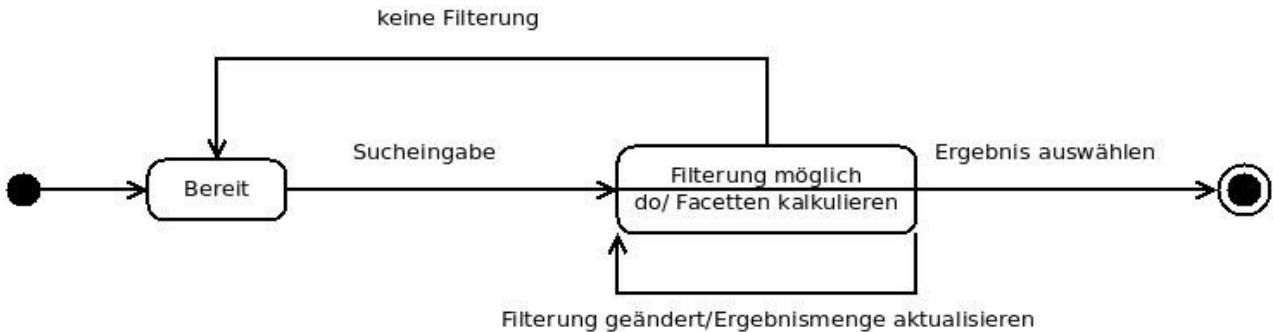 keine Filterung
Sucheingabe
Ergebnis auswählen
Bereit
Filterung möglich
do/ Facetten kalkulieren
Filterung geändert/Ergebnismenge aktualisieren